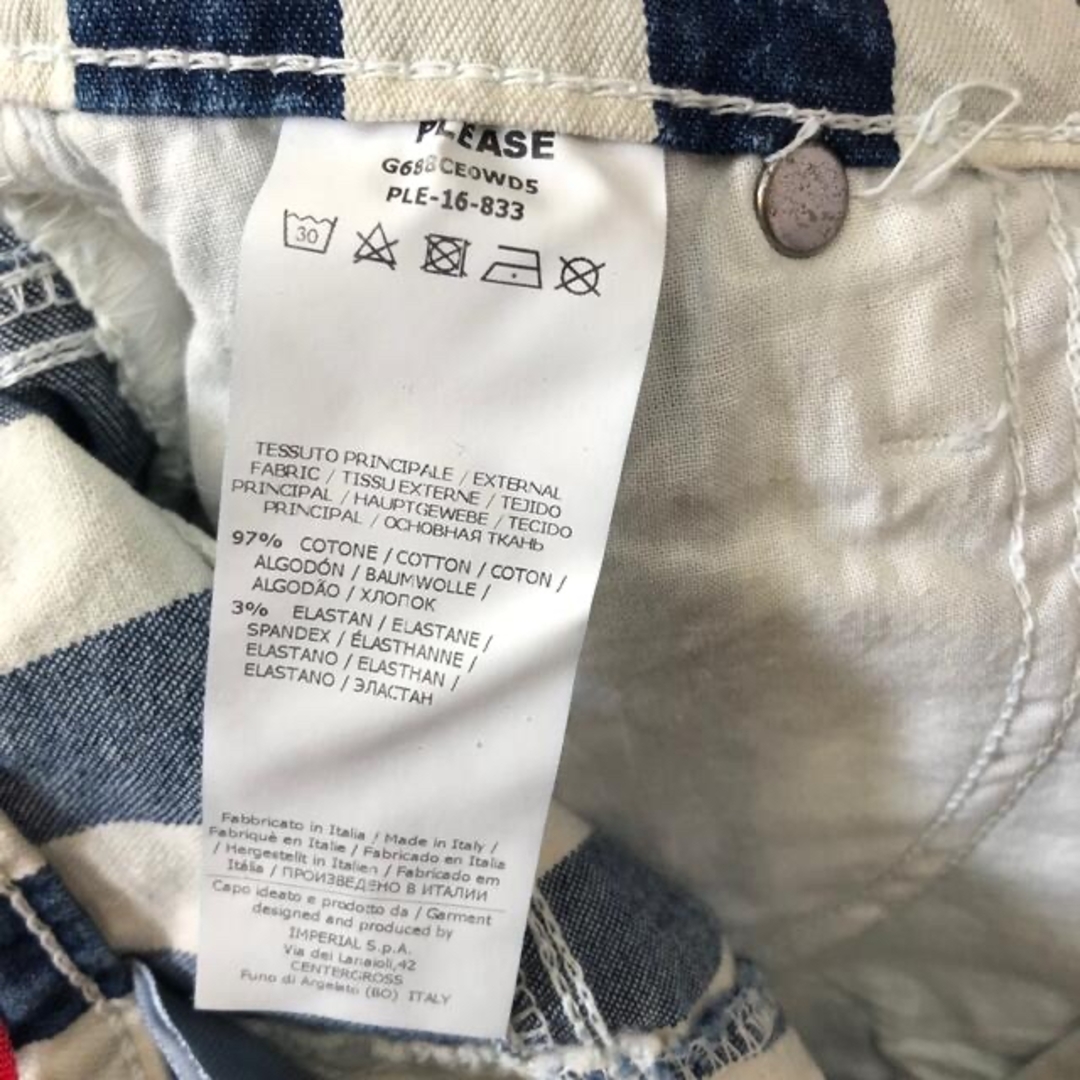 PLEASE
G688CEOWD5
PLE-16-833
30
TESSUTO PRINCIPALE / EXTERNAL
FABRIC / TISSU EXTERNE / TEJIDO
PRINCIPAL / HAUPTGEWEBE / TECIDO
PRINCIPAL / ОСНОВНАЯ ТКАНЬ
97% COTONE / COTTON / COTON /
ALGODÓN / BAUMWOLLE /
ALGODÃO / ХЛОПОК
3% ELASTAN / ELASTANE /
SPANDEX / ÉLASTHANNE /
ELASTANO / ELASTHAN /
ELASTANO / ЭЛАСТАН
Fabbricato in Italia / Made in Italy /
Fabriquè en Italie / Fabricado en Italia
/ Hergestellt in Italien / Fabricado em
Itália / ПРОИЗВЕДЕНО В ИТАЛИИ
Capo ideato e prodotto da / Garment
designed and produced by
IMPERIAL S.p.A.
Via dei Lanaioli,42
CENTERGROSS
Funo di Argelato (BO) ITALY